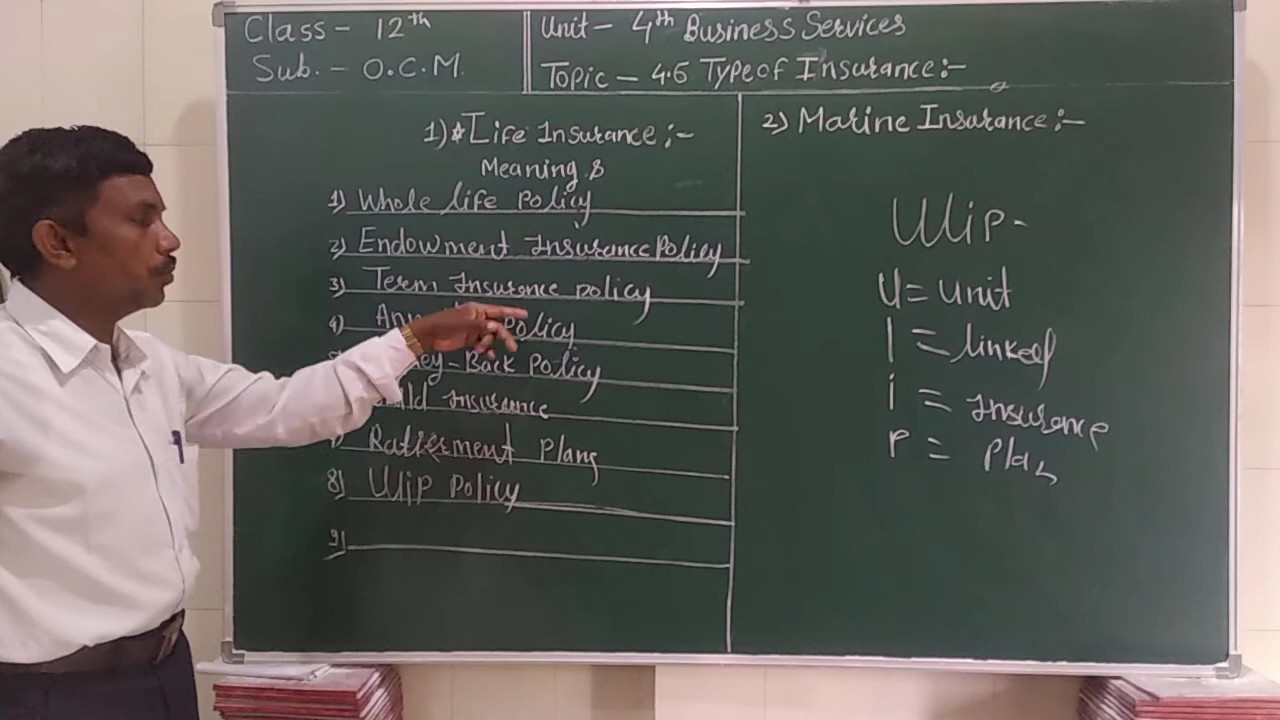 Class - 12th
Sub. - O.C.M.
Unit - 4th Business Services
Topic - 4.6 Type of Insurance :-
1) * Life Insurance :-
Meaning &
1) Whole life Policy
2) Endowment Insurance Policy
3) Term Insurance policy
4) Policy
Back Policy
Insurance
Plans
8) Ulip Policy
9)
2) Marine Insurance :-
Ulip -
U = Unit
l = linked
i = Insurance
P = Plan